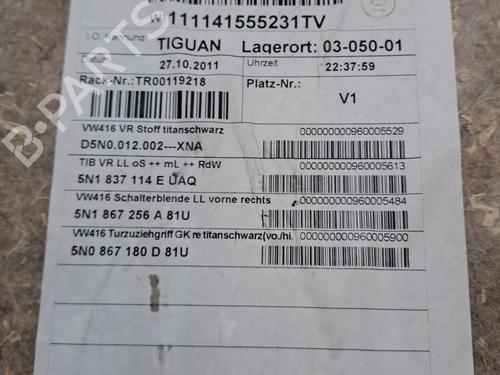 111141555231TV
I.D. Kennung TIGUAN Lagerort: 03-050-01
Datum 27.10.2011 Uhrzeit 22:37:59
Rack-Nr.:TR00119218 Platz-Nr.:
V1
VW416 VR Stoff titanschwarz 000000000960005529
D5N0.012.002---XNA
TIB VR LL oS ++ mL ++ RdW 000000000960005613
5N1 837 114 E UAQ
VW416 Schalterblende LL vorne rechts 000000000960005484
5N1 867 256 A 81U
VW416 Turzuziehgriff GK re titanschwarz(vo./hi. 000000000960005900
5N0 867 180 D 81U
B-PARTS